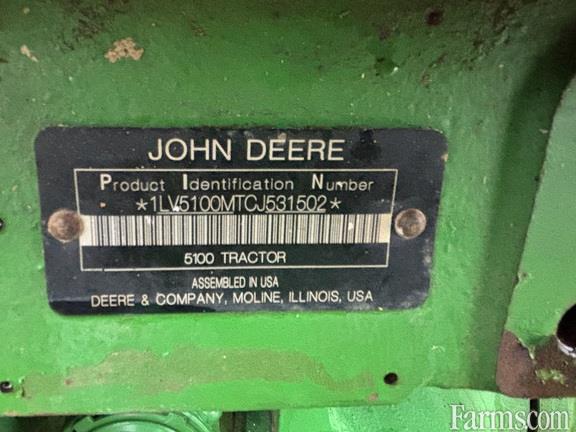 JOHN DEERE
Product Identification Number
*1LV5100MTCJ531502*
5100 TRACTOR
ASSEMBLED IN USA
DEERE & COMPANY, MOLINE, ILLINOIS, USA
Farms.com